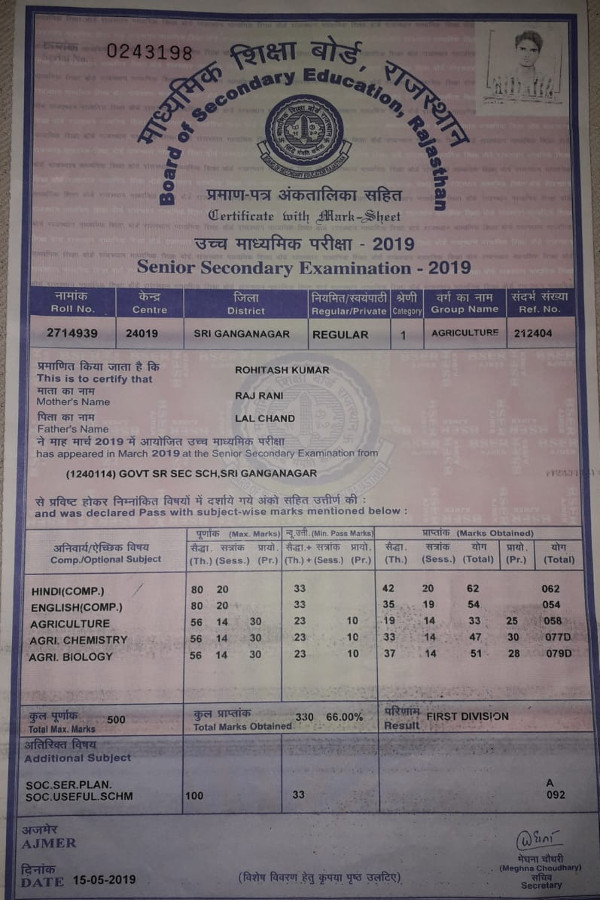 क्रमांक
Serial No. 0243198
माध्यमिक शिक्षा बोर्ड, राजस्थान
Board of Secondary Education, Rajasthan
प्रमाण-पत्र अंकतालिका सहित
Certificate with Mark-Sheet
उच्च माध्यमिक परीक्षा - 2019
Senior Secondary Examination - 2019
नामांक केन्द्र जिला नियमित/स्वयंपाठी श्रेणी वर्ग का नाम संदर्भ संख्या
Roll No. Centre District Regular/Private Category Group Name Ref. No.
2714939 24019 SRI GANGANAGAR REGULAR 1 AGRICULTURE 212404
प्रमाणित किया जाता है कि ROHITASH KUMAR
This is to certify that
माता का नाम RAJ RANI
Mother's Name
पिता का नाम LAL CHAND
Father's Name
ने माह मार्च 2019 में आयोजित उच्च माध्यमिक परीक्षा
has appeared in March 2019 at the Senior Secondary Examination from
(1240114) GOVT SR SEC SCH,SRI GANGANAGAR
से प्रविष्ट होकर निम्नांकित विषयों में दर्शाये गये अंको सहित उत्तीर्ण की :
and was declared Pass with subject-wise marks mentioned below :
पूर्णांक (Max. Marks) न्यू.उत्ती. (Min. Pass Marks) प्राप्तांक (Marks Obtained)
अनिवार्य/ऐच्छिक विषय सैद्धा. सत्रांक प्रायो. सैद्धा.+ सत्रांक प्रायो. सैद्धा. सत्रांक योग प्रायो. योग
Comp./Optional Subject (Th.) (Sess.) (Pr.) (Th.) + (Sess.) (Pr.) (Th.) (Sess.) (Total) (Pr.) (Total)
HINDI(COMP.) 80 20 33 42 20 62 062
ENGLISH(COMP.) 80 20 33 35 19 54 054
AGRICULTURE 56 14 30 23 10 19 14 33 25 058
AGRI. CHEMISTRY 56 14 30 23 10 33 14 47 30 077D
AGRI. BIOLOGY 56 14 30 23 10 37 14 51 28 079D
कुल पूर्णांक 500 कुल प्राप्तांक 330 66.00% परिणाम FIRST DIVISION
Total Max. Marks Total Marks Obtained Result
अतिरिक्त विषय
Additional Subject
SOC.SER.PLAN. A
SOC.USEFUL.SCHM 100 33 092
अजमेर
AJMER
दिनांक
DATE 15-05-2019
(विशेष विवरण हेतु कृपया पृष्ठ उलटिए)
मेघना चौधरी
(Meghna Choudhary)
सचिव
Secretary